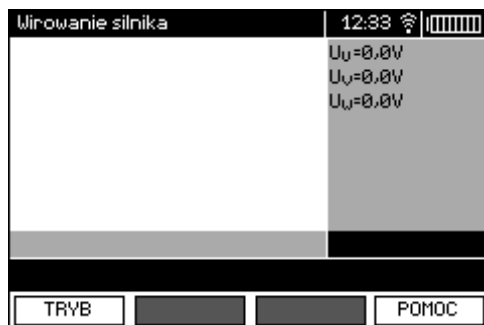 Wirowanie silnika 12:33
Uu=0,0V
Uv=0,0V
Uw=0,0V
TRYB POMOC